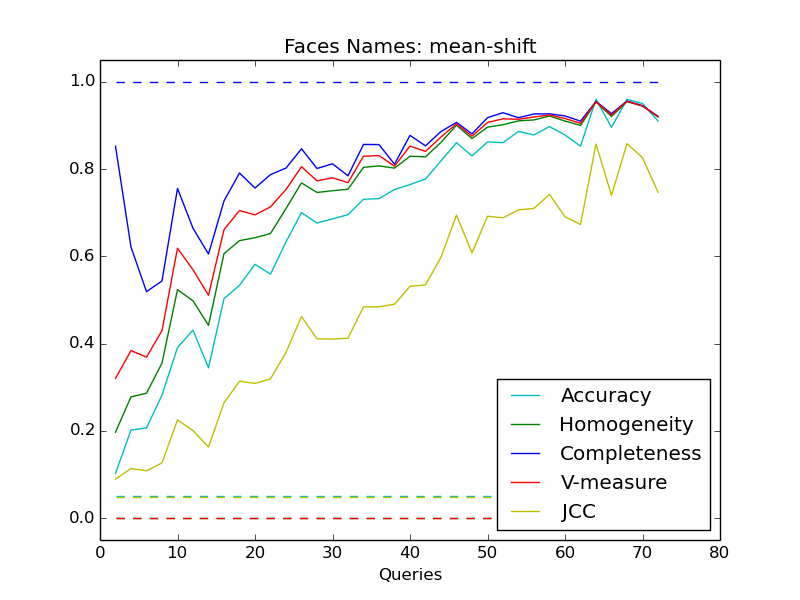 Faces Names: mean-shift
1.0
0.8
0.6
0.4
0.2
0.0
Accuracy
Homogeneity
Completeness
V-measure
JCC
0 10 20 30 40 50 60 70 80
Queries